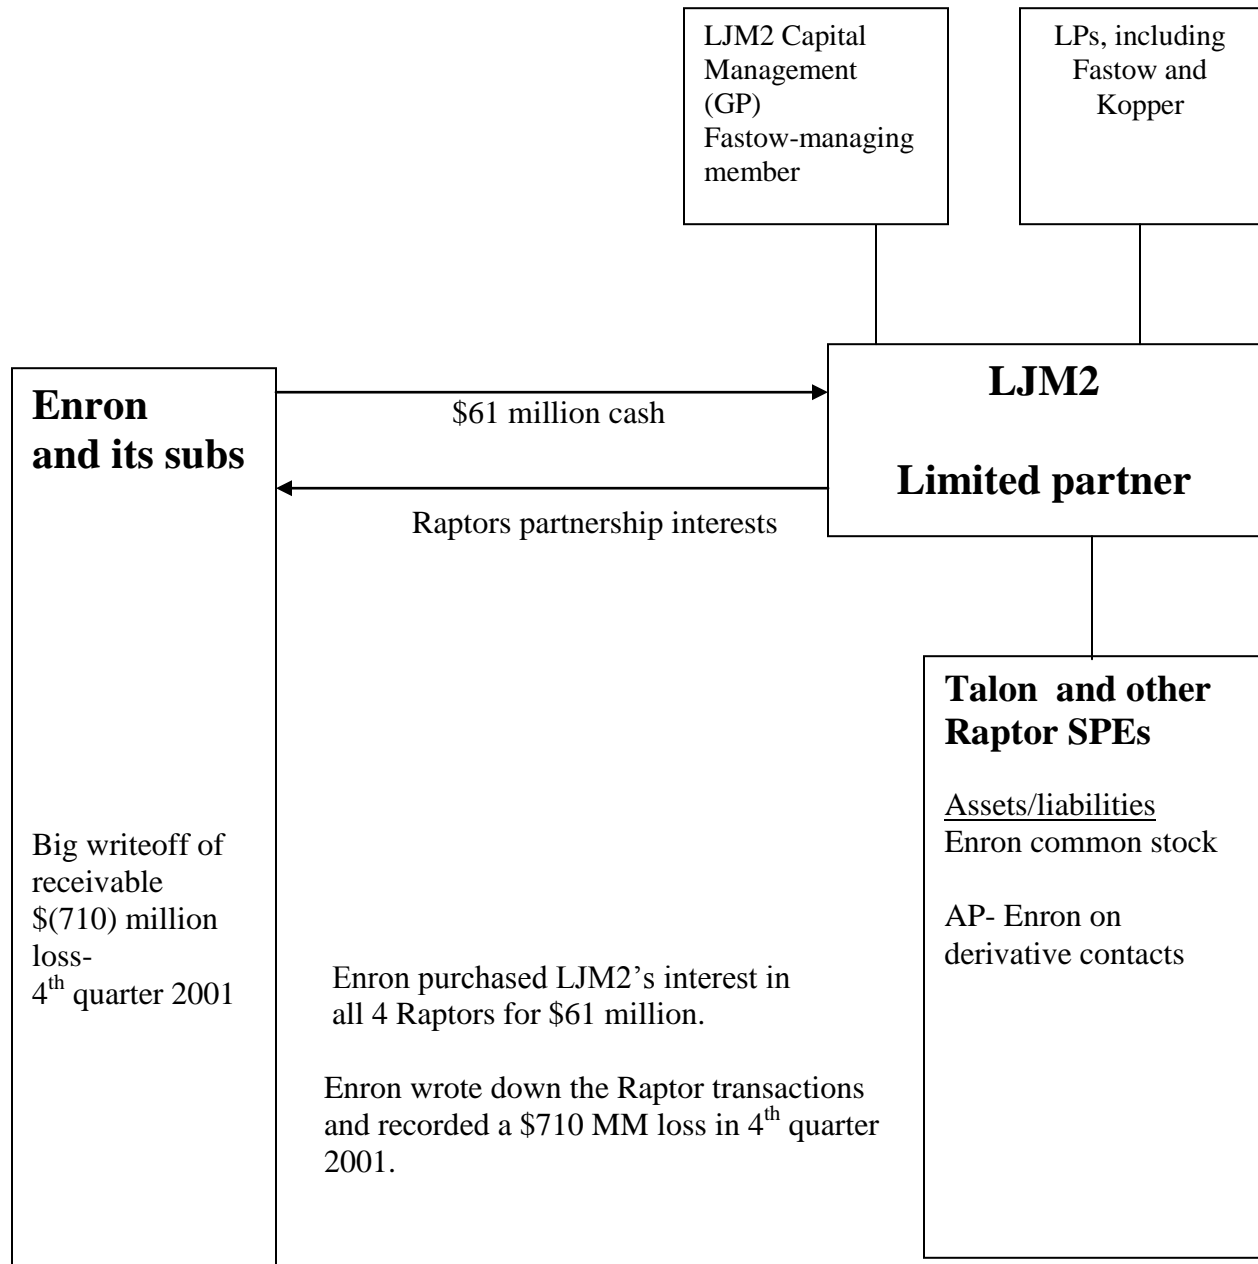 LJM2 Capital
Management
(GP)
Fastow-managing
member
LPs, including
Fastow and
Kopper
Enron
and its subs
$61 million cash
Raptors partnership interests
LJM2
Limited partner
Talon  and other
Raptor SPEs
Assets/liabilities
Enron common stock
AP- Enron on
derivative contacts
Big writeoff of
receivable
$(710) million
loss-
4th quarter 2001
Enron purchased LJM2’s interest in
all 4 Raptors for $61 million.
Enron wrote down the Raptor transactions
and recorded a $710 MM loss in 4th quarter
2001.